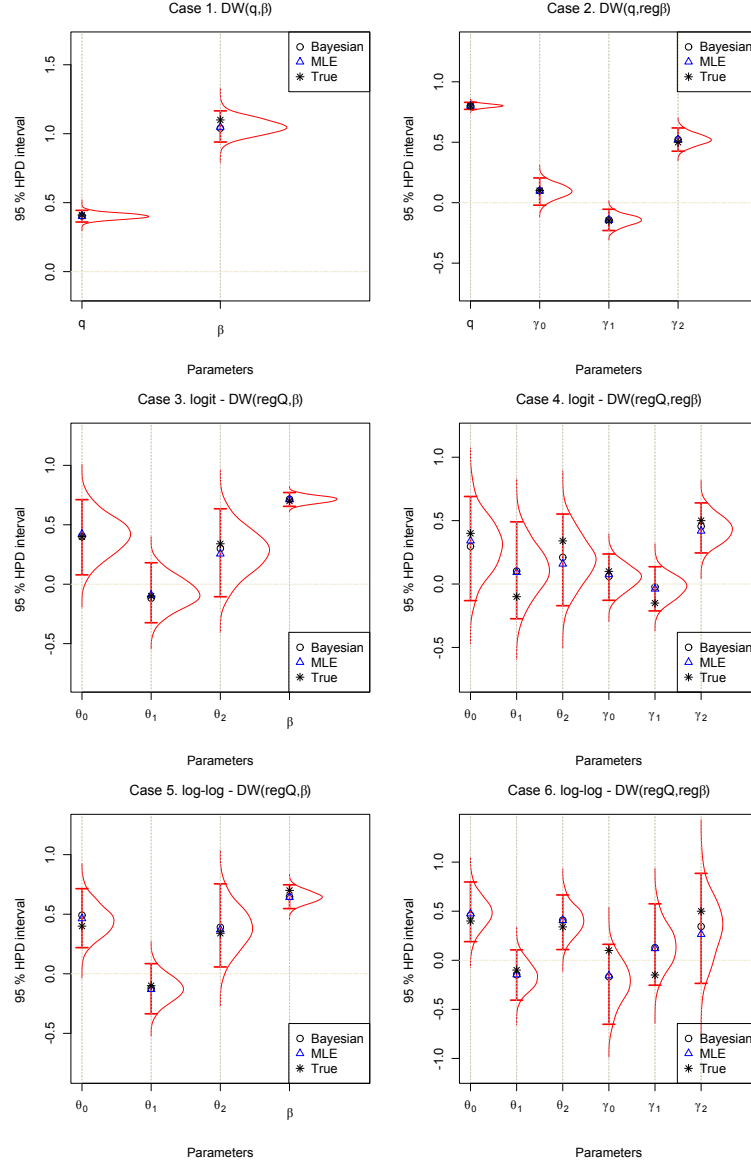 Case 1. DW(q,β)
95 % HPD interval
0.0 0.5 1.0 1.5
Bayesian
MLE
True
q β
Parameters
Case 2. DW(q,regβ)
95 % HPD interval
-0.5 0.0 0.5 1.0
Bayesian
MLE
True
q γ0 γ1 γ2
Parameters
Case 3. logit - DW(regQ,β)
95 % HPD interval
-0.5 0.0 0.5 1.0
Bayesian
MLE
True
θ0 θ1 θ2 β
Parameters
Case 4. logit - DW(regQ,regβ)
95 % HPD interval
-0.5 0.0 0.5 1.0
Bayesian
MLE
True
θ0 θ1 θ2 γ0 γ1 γ2
Parameters
Case 5. log-log - DW(regQ,β)
95 % HPD interval
-0.5 0.0 0.5 1.0
Bayesian
MLE
True
θ0 θ1 θ2 β
Parameters
Case 6. log-log - DW(regQ,regβ)
95 % HPD interval
-1.0 -0.5 0.0 0.5 1.0
Bayesian
MLE
True
θ0 θ1 θ2 γ0 γ1 γ2
Parameters